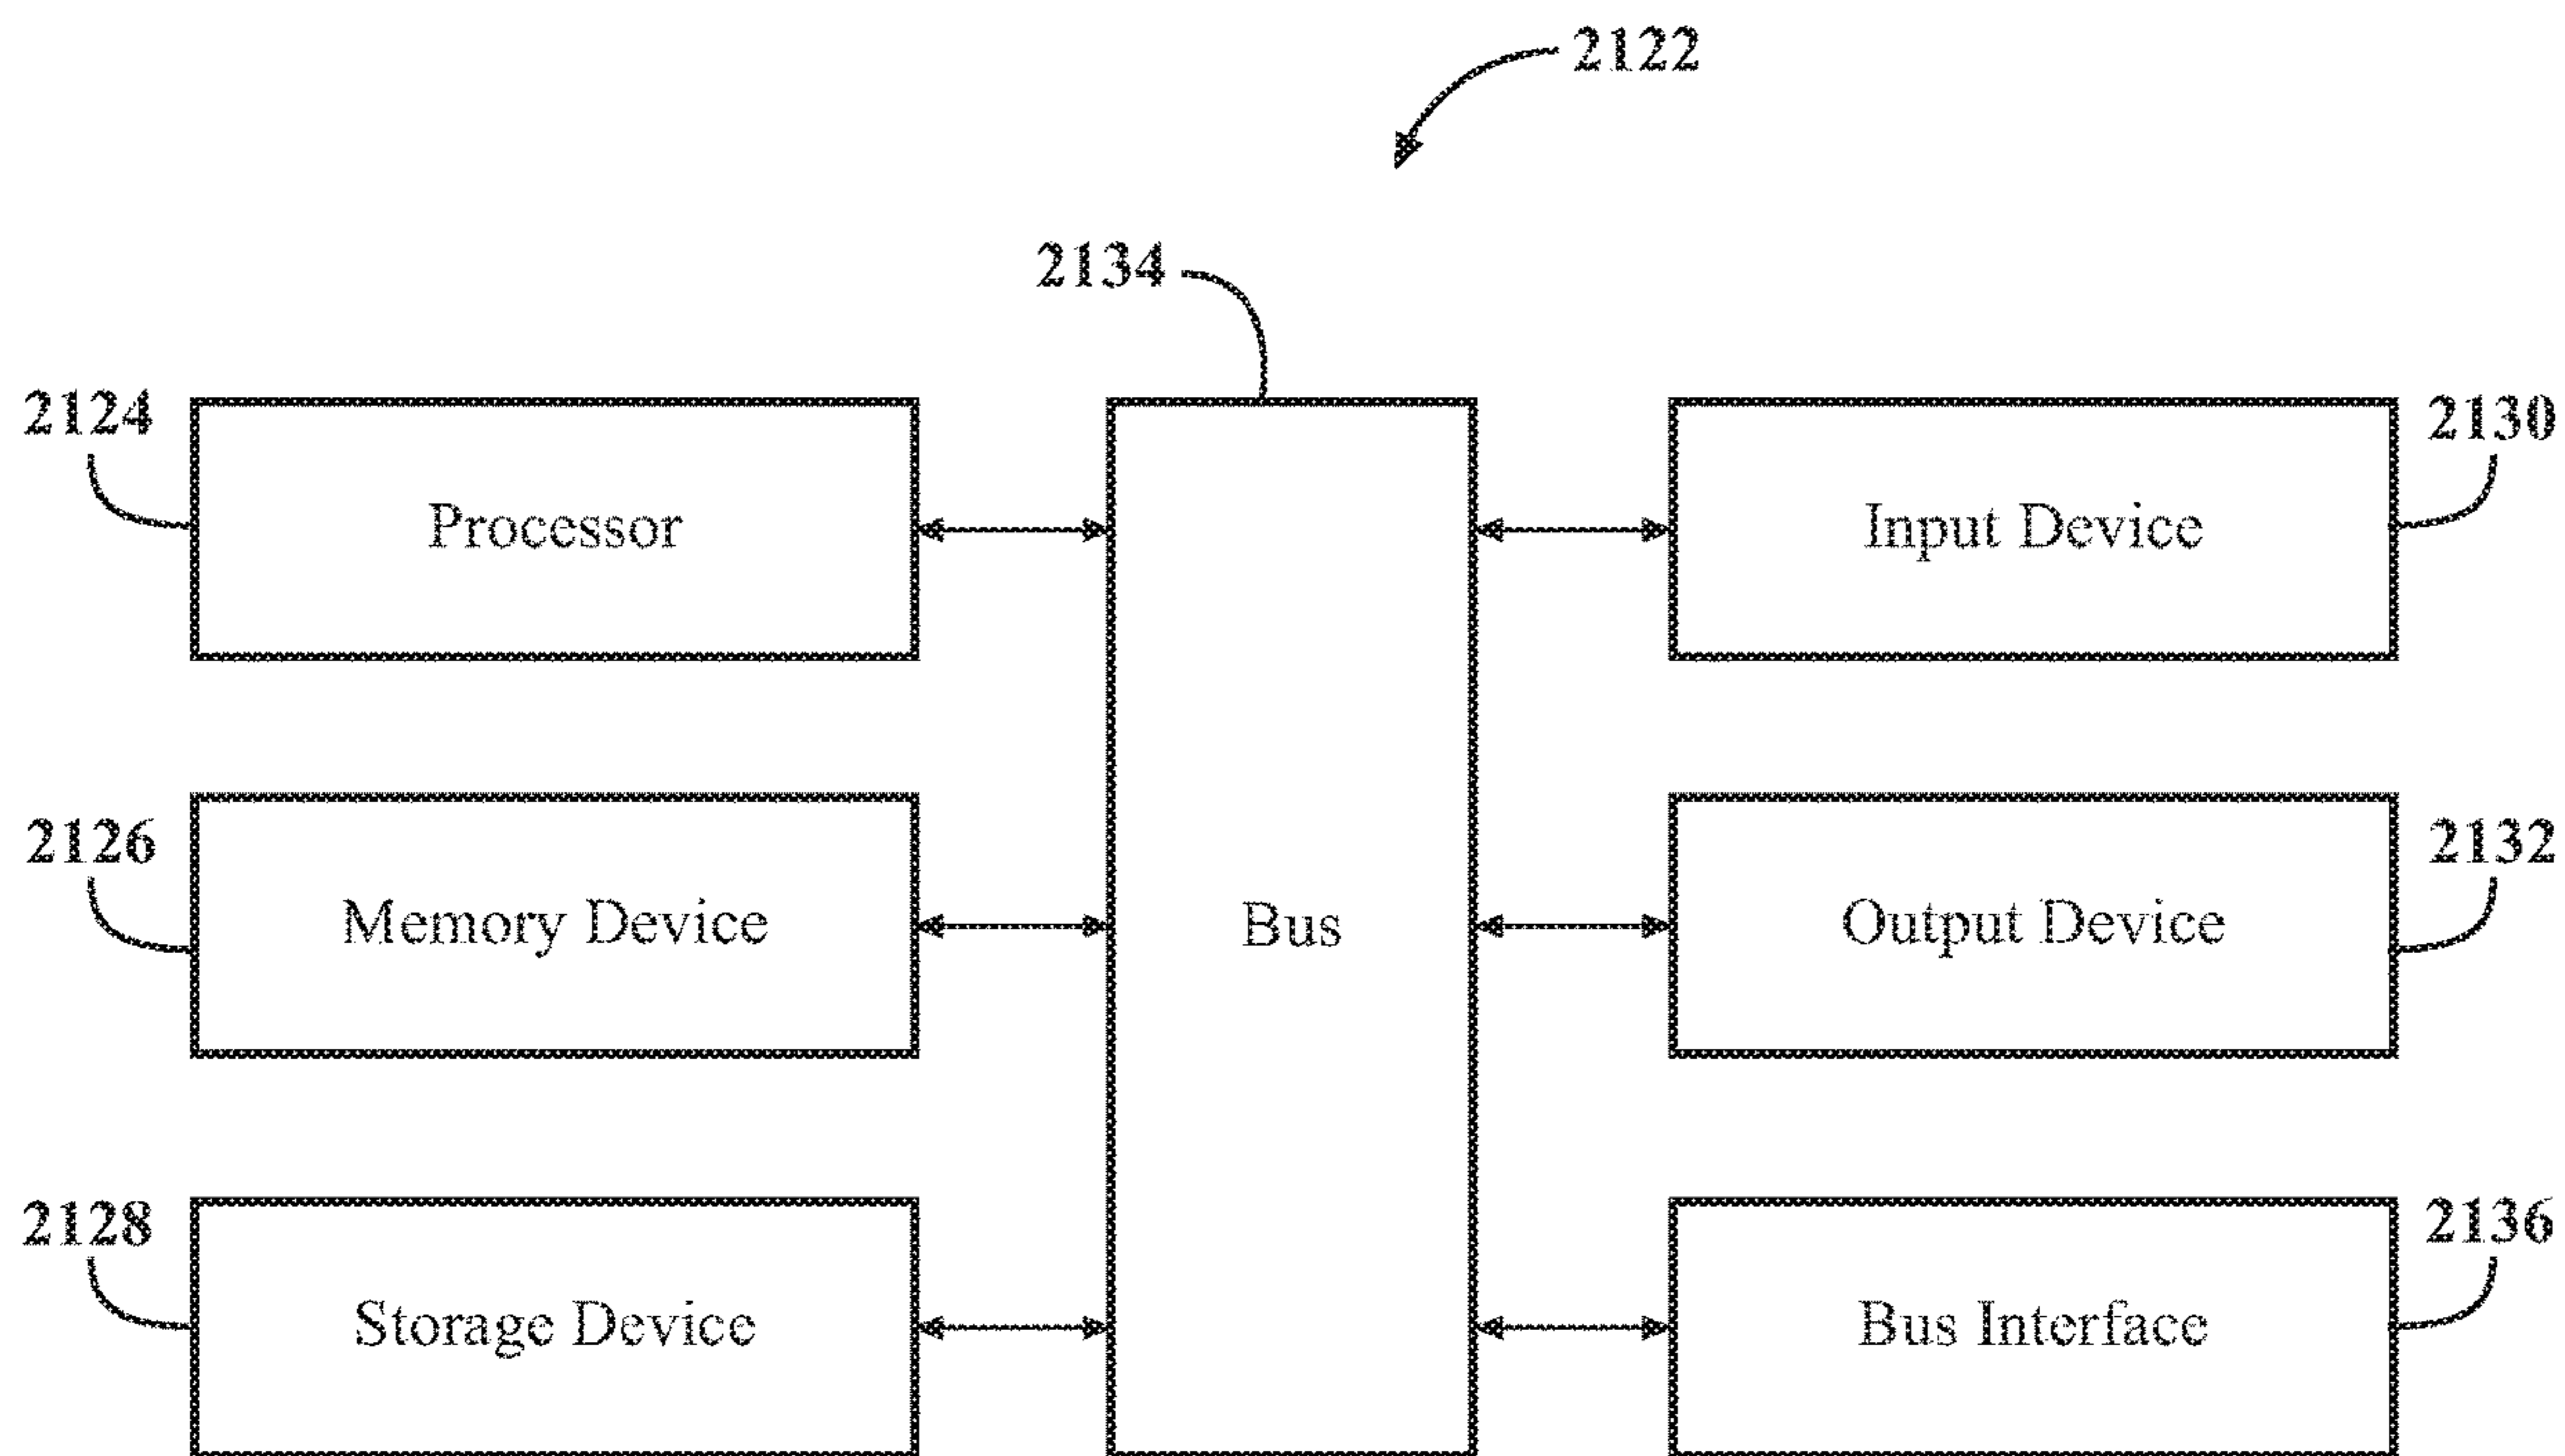 2122
2134
2124
Processor
Input Device
2130
2126
Memory Device
Bus
Output Device
2132
2128
Storage Device
Bus Interface
2136